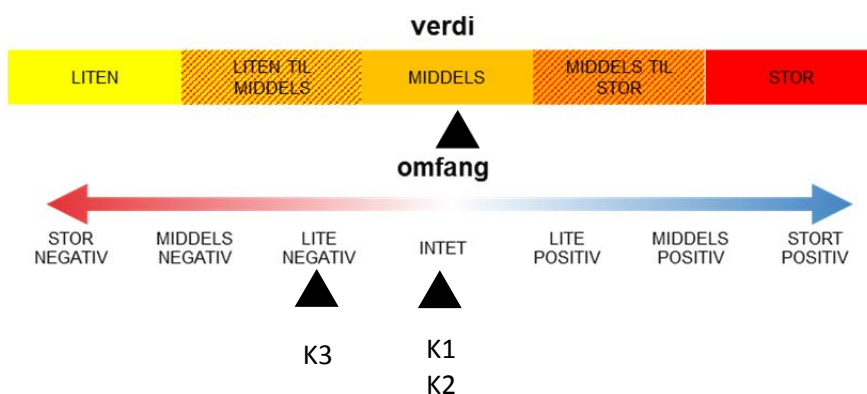 verdi
LITEN
LITEN TIL
MIDDELS
MIDDELS
MIDDELS TIL
STOR
STOR
omfang
STOR
NEGATIV
MIDDELS
NEGATIV
LITE
NEGATIV
INTET
LITE
POSITIV
MIDDELS
POSITIV
STORT
POSITIV
K3
K1
K2